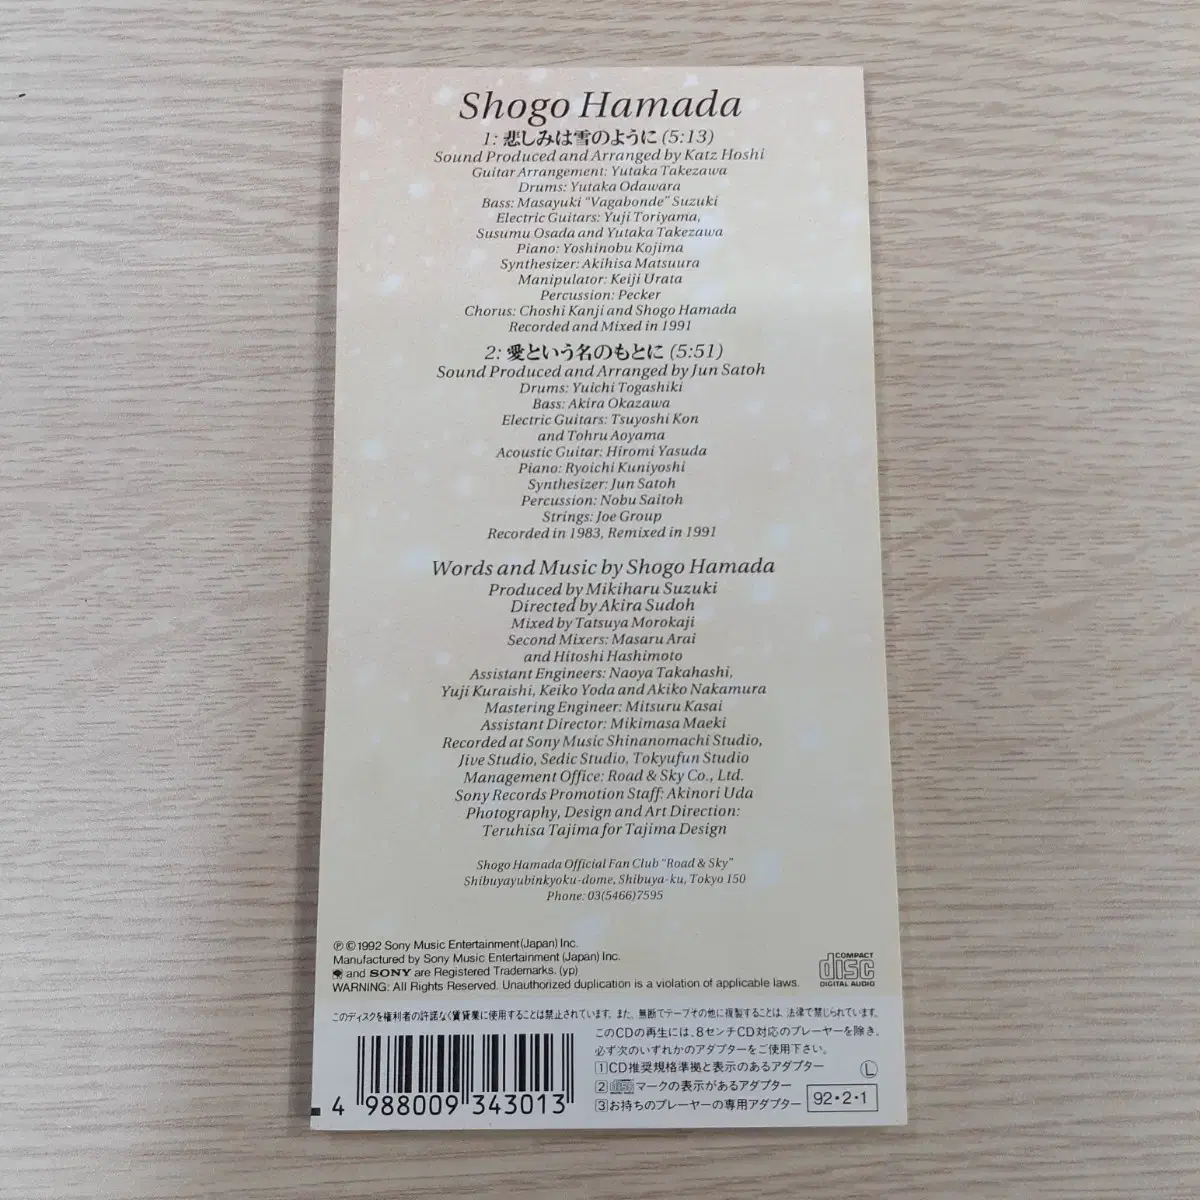 Shogo Hamada
1: 悲しみは雪のように (5:13)
Sound Produced and Arranged by Katz Hoshi
Guitar Arrangement: Yutaka Takezawa
Drums: Yutaka Odawara
Bass: Masayuki "Vagabonde" Suzuki
Electric Guitars: Yuji Toriyama,
Susumu Osada and Yutaka Takezawa
Piano: Yoshinobu Kojima
Synthesizer: Akihisa Matsuura
Manipulator: Keiji Urata
Percussion: Pecker
Chorus: Choshi Kanji and Shogo Hamada
Recorded and Mixed in 1991
2: 愛という名のもとに (5:51)
Sound Produced and Arranged by Jun Satoh
Drums: Yuichi Togashiki
Bass: Akira Okazawa
Electric Guitars: Tsuyoshi Kon
and Tohru Aoyama
Acoustic Guitar: Hiromi Yasuda
Piano: Ryoichi Kuniyoshi
Synthesizer: Jun Satoh
Percussion: Nobu Saitoh
Strings: Joe Group
Recorded in 1983, Remixed in 1991
Words and Music by Shogo Hamada
Produced by Mikiharu Suzuki
Directed by Akira Sudoh
Mixed by Tatsuya Morokaji
Second Mixers: Masaru Arai
and Hitoshi Hashimoto
Assistant Engineers: Naoya Takahashi,
Yuji Kuraishi, Keiko Yoda and Akiko Nakamura
Mastering Engineer: Mitsuru Kasai
Assistant Director: Mikimasa Maeki
Recorded at Sony Music Shinanomachi Studio,
Jive Studio, Sedic Studio, Tokyufun Studio
Management Office: Road & Sky Co., Ltd.
Sony Records Promotion Staff: Akinori Uda
Photography, Design and Art Direction:
Teruhisa Tajima for Tajima Design
Shogo Hamada Official Fan Club "Road & Sky"
Shibuyayubinkyoku-dome, Shibuya-ku, Tokyo 150
Phone: 03(5466)7595
Ⓟ©1992 Sony Music Entertainment(Japan) Inc.
Manufactured by Sony Music Entertainment (Japan) Inc.
and SONY are Registered Trademarks. (yp)
WARNING: All Rights Reserved. Unauthorized duplication is a violation of applicable laws.
COMPACT
disc
DIGITAL AUDIO
このディスクを権利者の許諾なく賃貸業に使用することは禁止されています。また、無断でテープその他に複製することは、法律で禁じられています。
このCDの再生には、8センチCD対応のプレーヤーを除き、
必ず次のいずれかのアダプターをご使用下さい。
1 CD推奨規格準拠と表示のあるアダプター
2 マークの表示があるアダプター
3 お持ちのプレーヤーの専用アダプター
Ⓛ
92・2・1
4 988009 343013